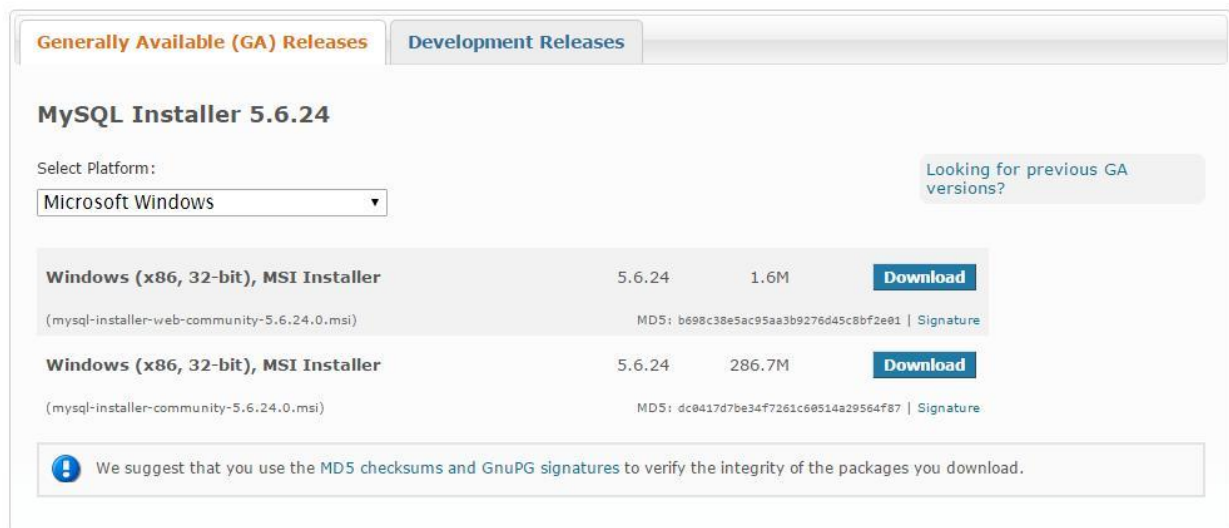 Generally Available (GA) Releases
Development Releases
MySQL Installer 5.6.24
Select Platform:
Looking for previous GA
versions?
Microsoft Windows
Windows (x86, 32-bit), MSI Installer 5.6.24 1.6M Download
(mysql-installer-web-community-5.6.24.0.msi) MD5: b698c38e5ac95aa3b9276d45c8bf2e01 | Signature
Windows (x86, 32-bit), MSI Installer 5.6.24 286.7M Download
(mysql-installer-community-5.6.24.0.msi) MD5: dc0417d7be34f7261c60514a29564f87 | Signature
We suggest that you use the MD5 checksums and GnuPG signatures to verify the integrity of the packages you download.